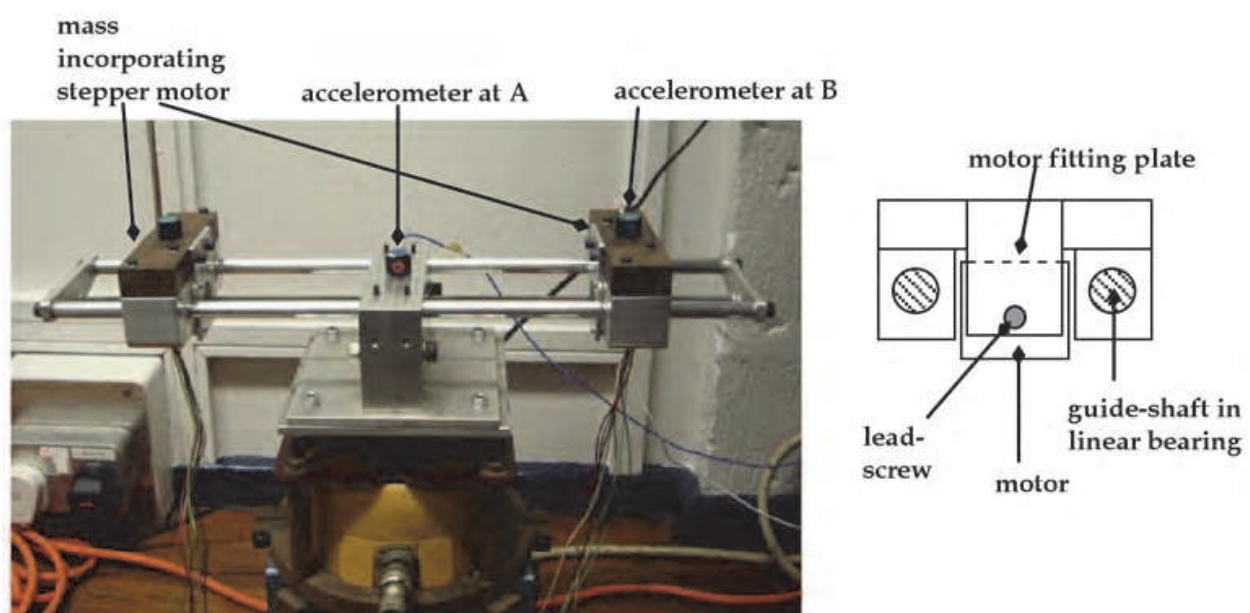 mass
incorporating
stepper motor
accelerometer at A
accelerometer at B
motor fitting plate
lead-
screw
motor
guide-shaft in
linear bearing